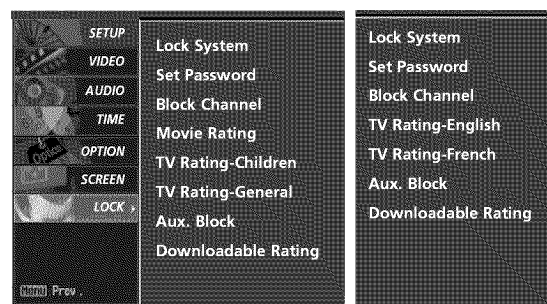 SETUP
VIDEO
AUDIO
TIME
OPTION
SCREEN
LOCK
Menu Prev.
Lock System
Set Password
Block Channel
Movie Rating
TV Rating-Children
TV Rating-General
Aux. Block
Downloadable Rating
Lock System
Set Password
Block Channel
TV Rating-English
TV Rating-French
Aux. Block
Downloadable Rating